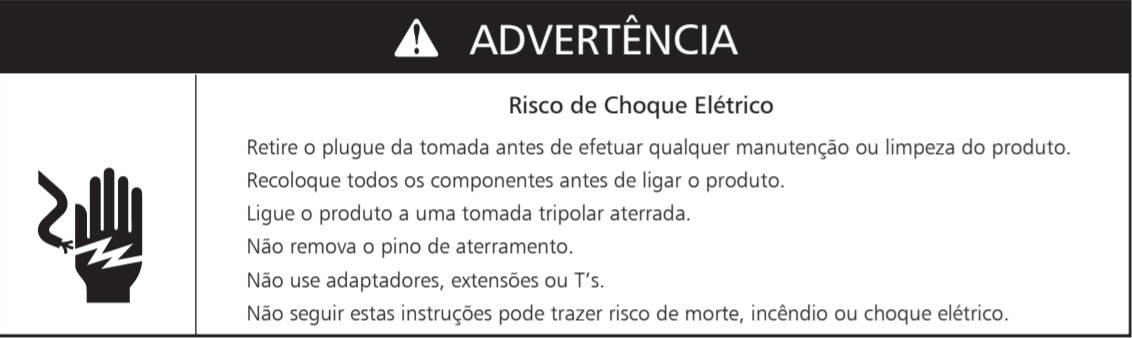 ADVERTÊNCIA
Risco de Choque Elétrico
Retire o plugue da tomada antes de efetuar qualquer manutenção ou limpeza do produto.
Recoloque todos os componentes antes de ligar o produto.
Ligue o produto a uma tomada tripolar aterrada.
Não remova o pino de aterramento.
Não use adaptadores, extensões ou T’s.
Não seguir estas instruções pode trazer risco de morte, incêndio ou choque elétrico.